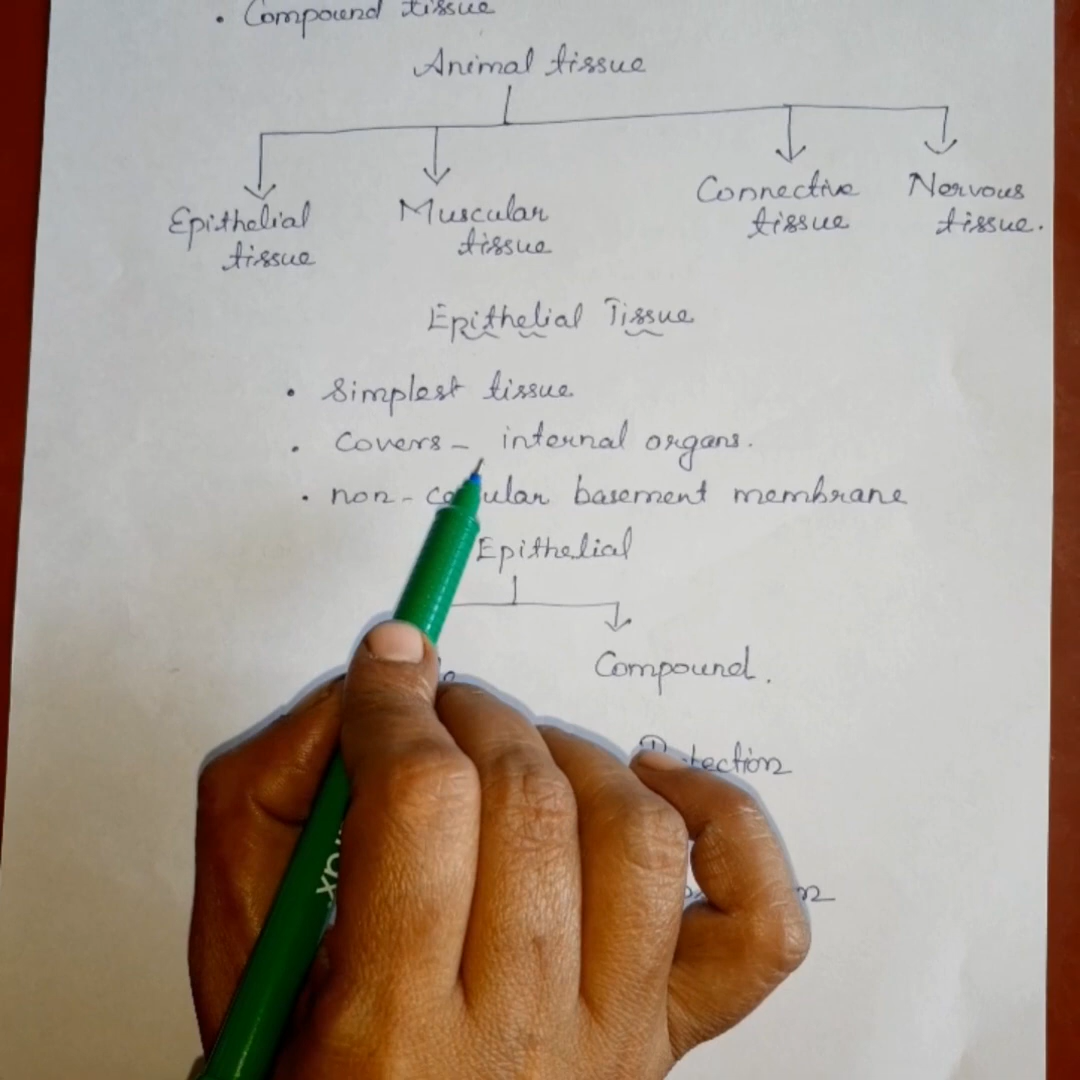 • Compound tissue
Animal tissue
Epithelial tissue
Muscular tissue
Connective tissue
Nervous tissue.
Epithelial Tissue
• Simplest tissue
• Covers - internal organs.
• non- basement membrane
Epithelial
Compound.